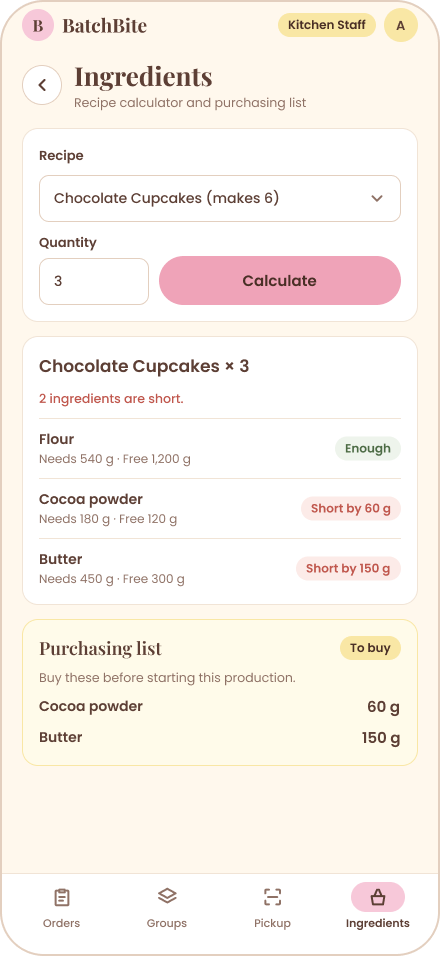 B BatchBite Kitchen Staff A
Ingredients
Recipe calculator and purchasing list
Recipe
Chocolate Cupcakes (makes 6)
Quantity
3 Calculate
Chocolate Cupcakes × 3
2 ingredients are short.
Flour
Needs 540 g · Free 1,200 g
Enough
Cocoa powder
Needs 180 g · Free 120 g
Short by 60 g
Butter
Needs 450 g · Free 300 g
Short by 150 g
Purchasing list To buy
Buy these before starting this production.
Cocoa powder 60 g
Butter 150 g
Orders Groups Pickup Ingredients